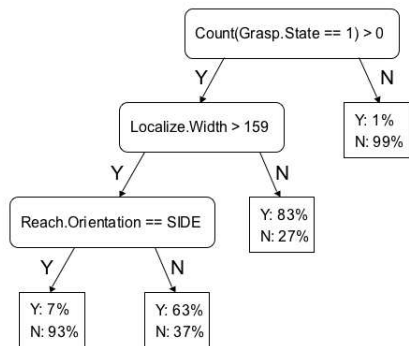 Count(Grasp.State == 1) > 0
Y
N
Localize.Width > 159
Y: 1%
N: 99%
Y
N
Reach.Orientation == SIDE
Y: 83%
N: 27%
Y
N
Y: 7%
N: 93%
Y: 63%
N: 37%